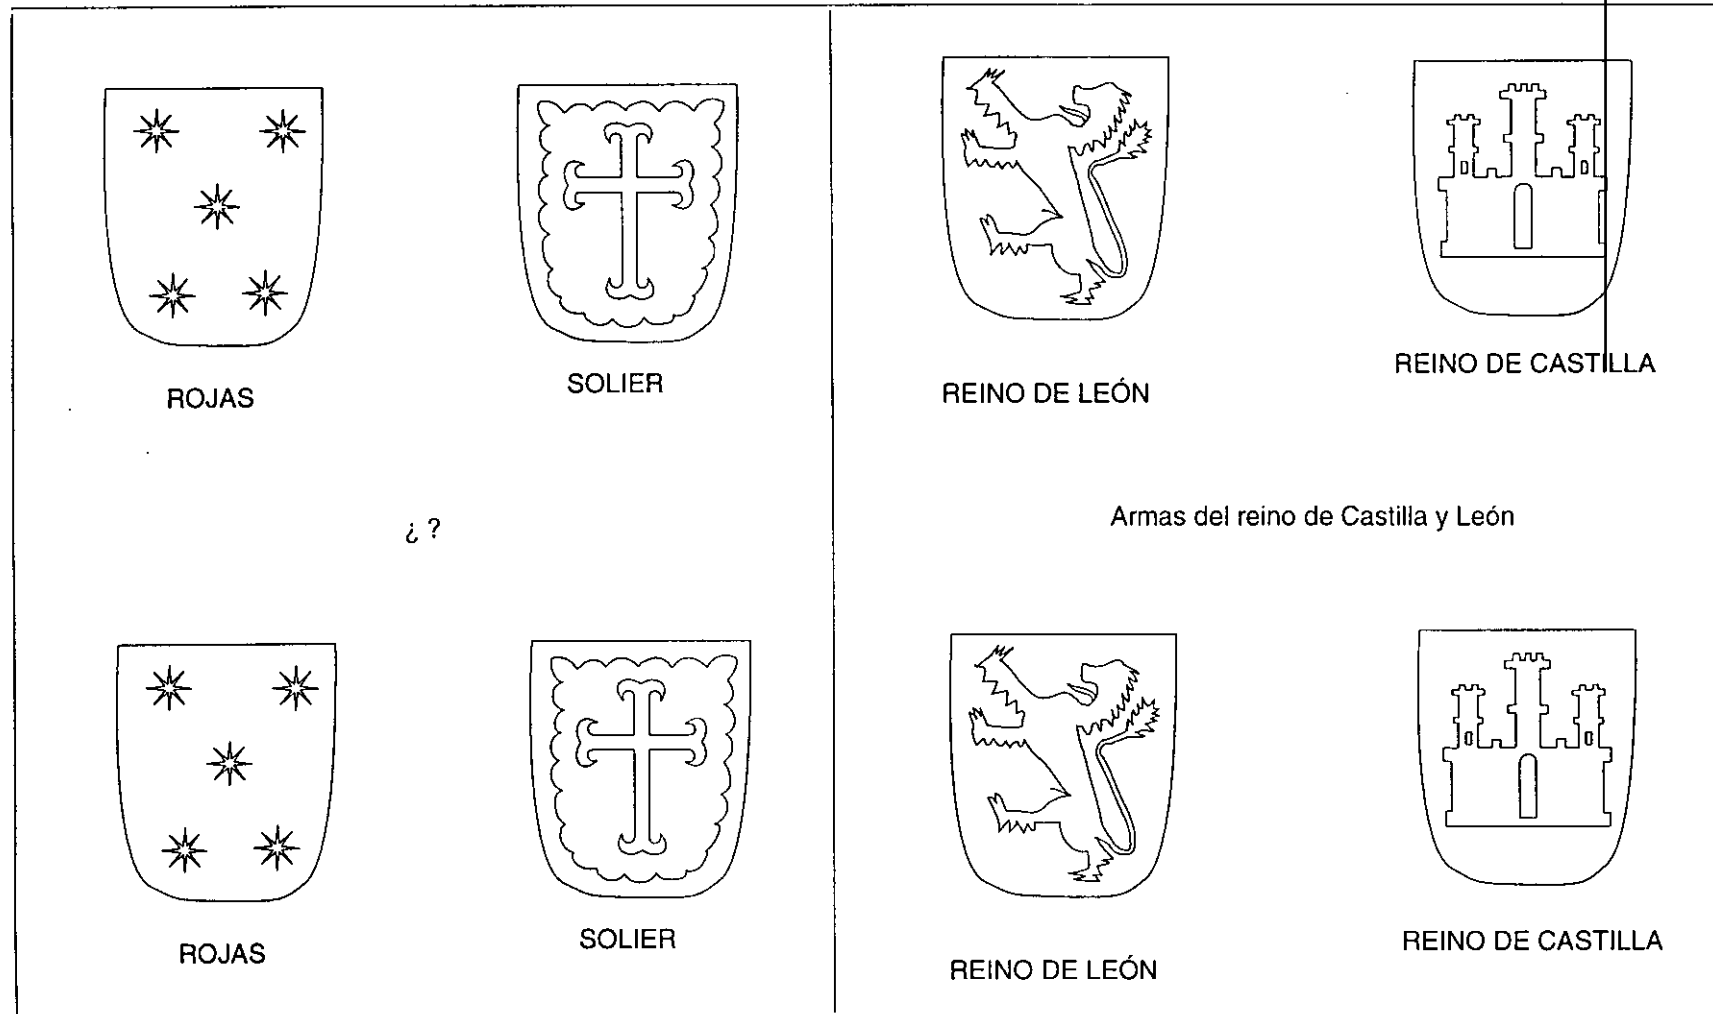 ROJAS
SOLIER
¿ ?
ROJAS
SOLIER
REINO DE LEÓN
REINO DE CASTILLA
Armas del reino de Castilla y León
REINO DE LEÓN
REINO DE CASTILLA